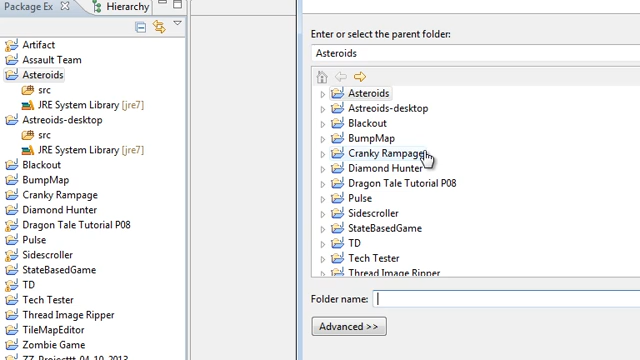 Package Ex
Hierarchy
Artifact
Assault Team
Asteroids
src
JRE System Library [jre7]
Astreoids-desktop
src
JRE System Library [jre7]
Blackout
BumpMap
Cranky Rampage
Diamond Hunter
Dragon Tale Tutorial P08
Pulse
Sidescroller
StateBasedGame
TD
Tech Tester
Thread Image Ripper
TileMapEditor
Zombie Game
ZZ_Projecttt_04_10_2013
Enter or select the parent folder:
Asteroids
Asteroids
Astreoids-desktop
Blackout
BumpMap
Cranky Rampage
Diamond Hunter
Dragon Tale Tutorial P08
Pulse
Sidescroller
StateBasedGame
TD
Tech Tester
Thread Image Ripper
Folder name:
Advanced >>